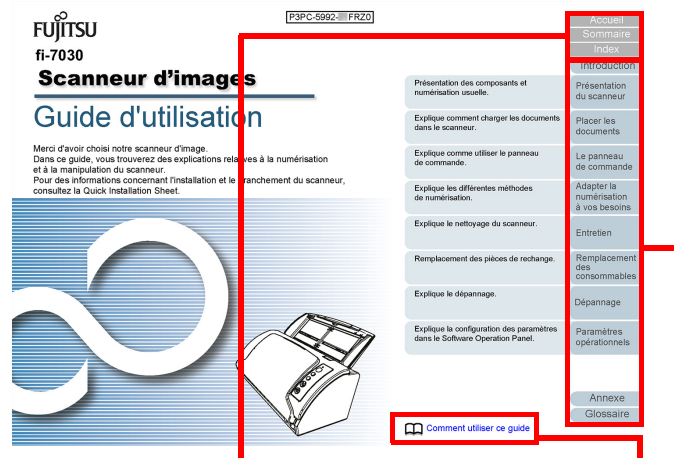 P3PC-5992- FRZ0
FUJITSU
fi-7030
Scanneur d'images
Guide d'utilisation
Merci d'avoir choisi notre scanneur d'image.
Dans ce guide, vous trouverez des explications relatives à la numérisation
et à la manipulation du scanneur.
Pour des informations concernant l'installation et le branchement du scanneur,
consultez la Quick Installation Sheet.
Accueil
Sommaire
Index
Introduction
Présentation des composants et
numérisation usuelle.
Présentation
du scanneur
Explique comment charger les documents
dans le scanneur.
Placer les
documents
Explique comme utiliser le panneau
de commande.
Le panneau
de commande
Explique les différentes méthodes
de numérisation.
Adapter la
numérisation
à vos besoins
Explique le nettoyage du scanneur.
Entretien
Remplacement des pièces de rechange.
Remplacement
des
consommables
Explique le dépannage.
Dépannage
Explique la configuration des paramètres
dans le Software Operation Panel.
Paramètres
opérationnels
Annexe
Glossaire
Comment utiliser ce guide